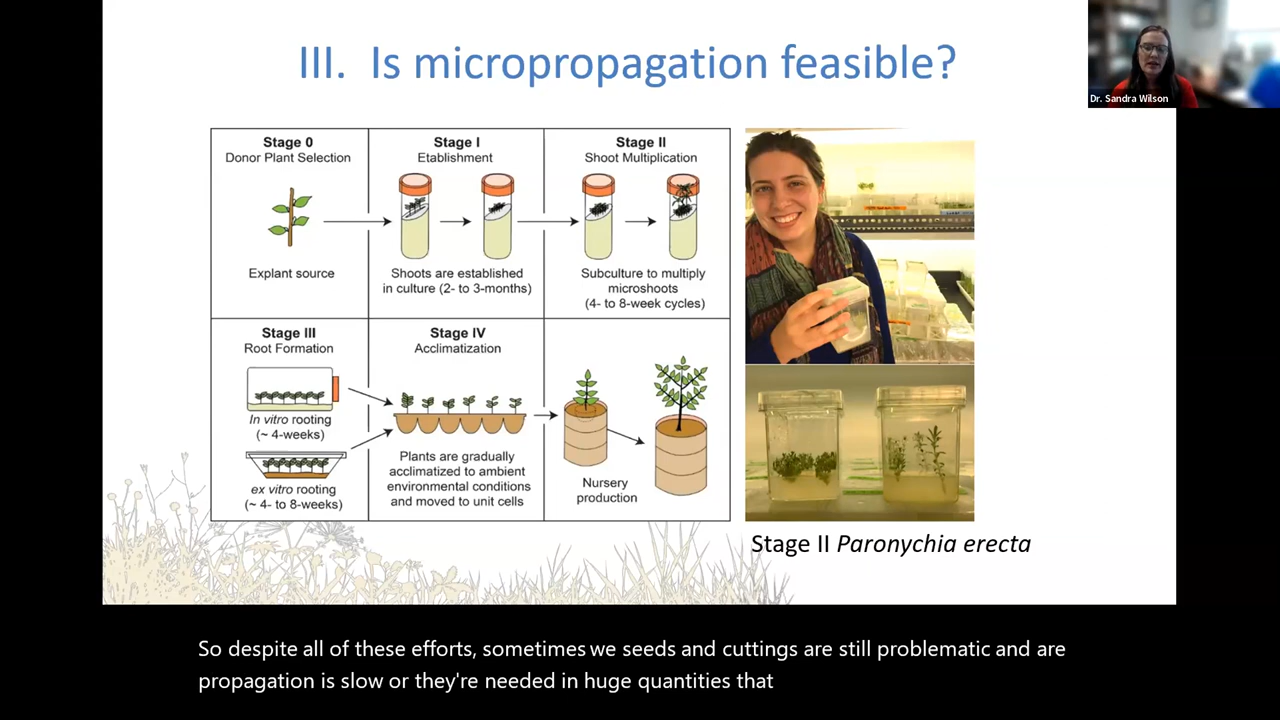 III. Is micropropagation feasible?
Dr. Sandra Wilson
Stage 0
Donor Plant Selection
Explant source
Stage I
Etablishment
Shoots are established
in culture (2- to 3-months)
Stage II
Shoot Multiplication
Subculture to multiply
microshoots
(4- to 8-week cycles)
Stage III
Root Formation
In vitro rooting
(~ 4-weeks)
ex vitro rooting
(~ 4- to 8-weeks)
Stage IV
Acclimatization
Plants are gradually
acclimatized to ambient
environmental conditions
and moved to unit cells
Nursery
production
Stage II Paronychia erecta
So despite all of these efforts, sometimes we seeds and cuttings are still problematic and are
propagation is slow or they're needed in huge quantities that